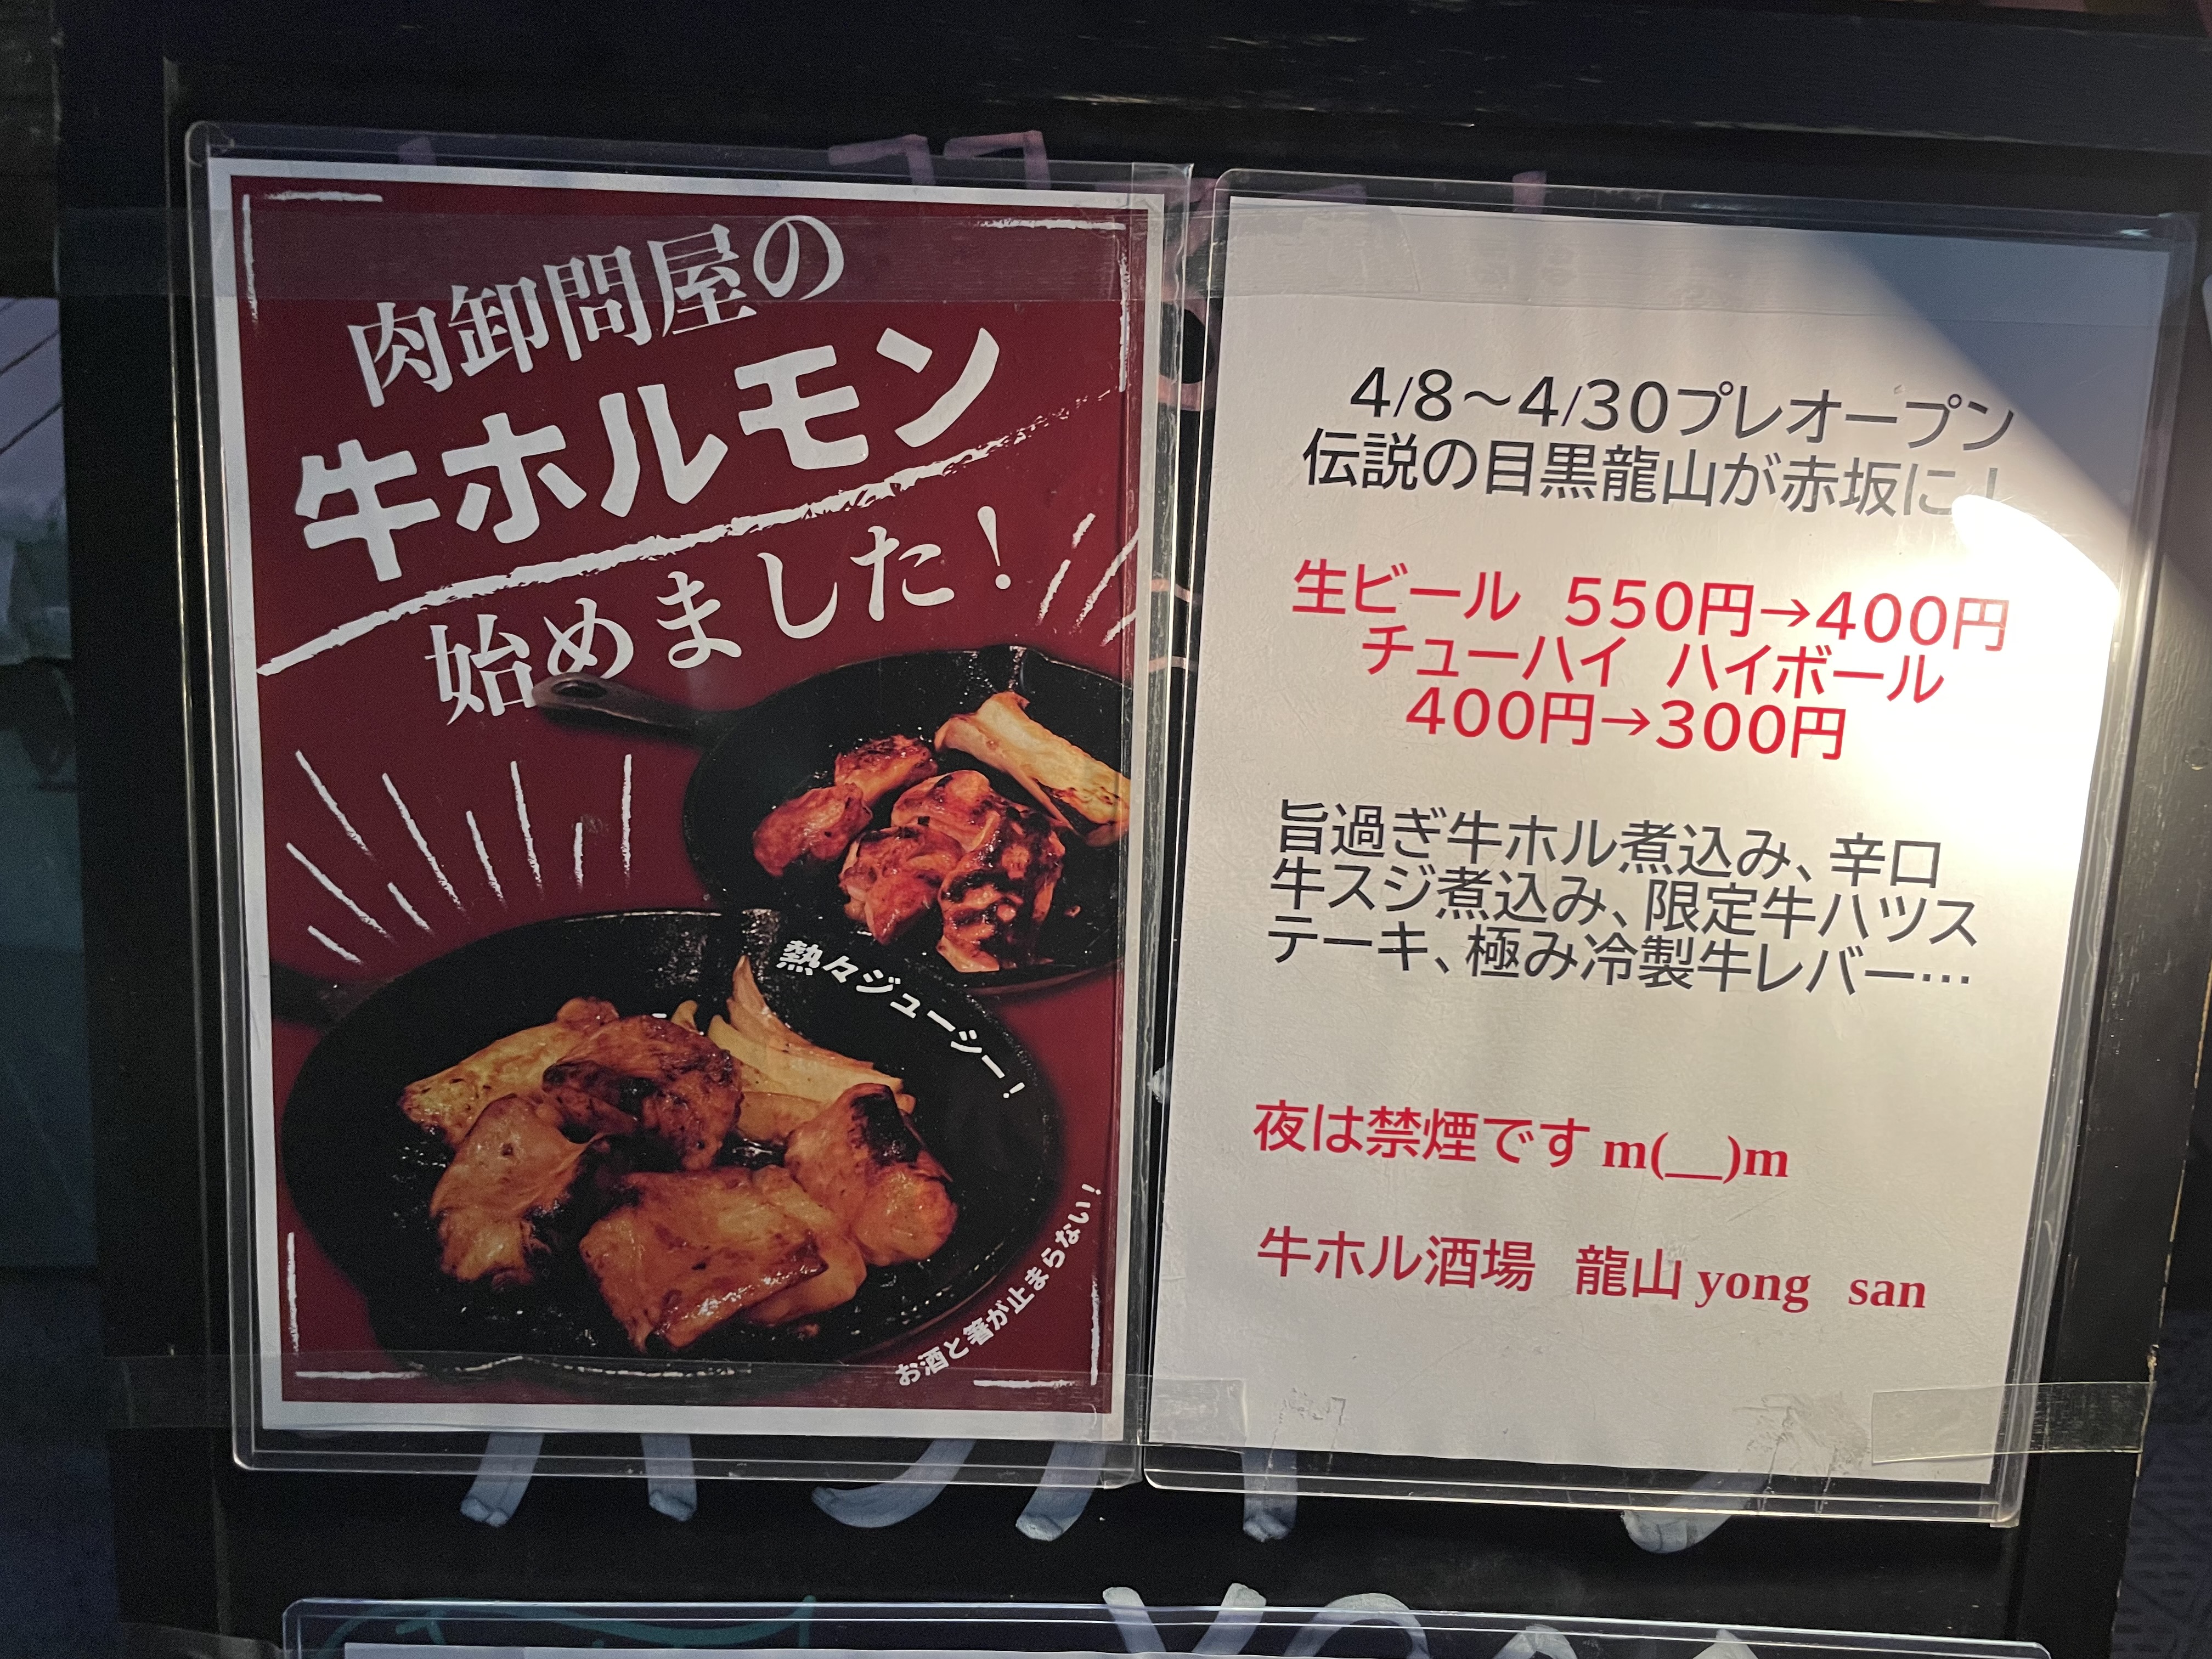 肉卸問屋の
牛ホルモン
始めました！
熱々ジューシー！
お酒と箸が止まらない！
4/8～4/30プレオープン
伝説の目黒龍山が赤坂に！
生ビール 550円→400円
チューハイ ハイボール
400円→300円
旨過ぎ牛ホル煮込み、辛口
牛スジ煮込み、限定牛ハツス
テーキ、極み冷製牛レバー…
夜は禁煙です m(__)m
牛ホル酒場 龍山 yong san